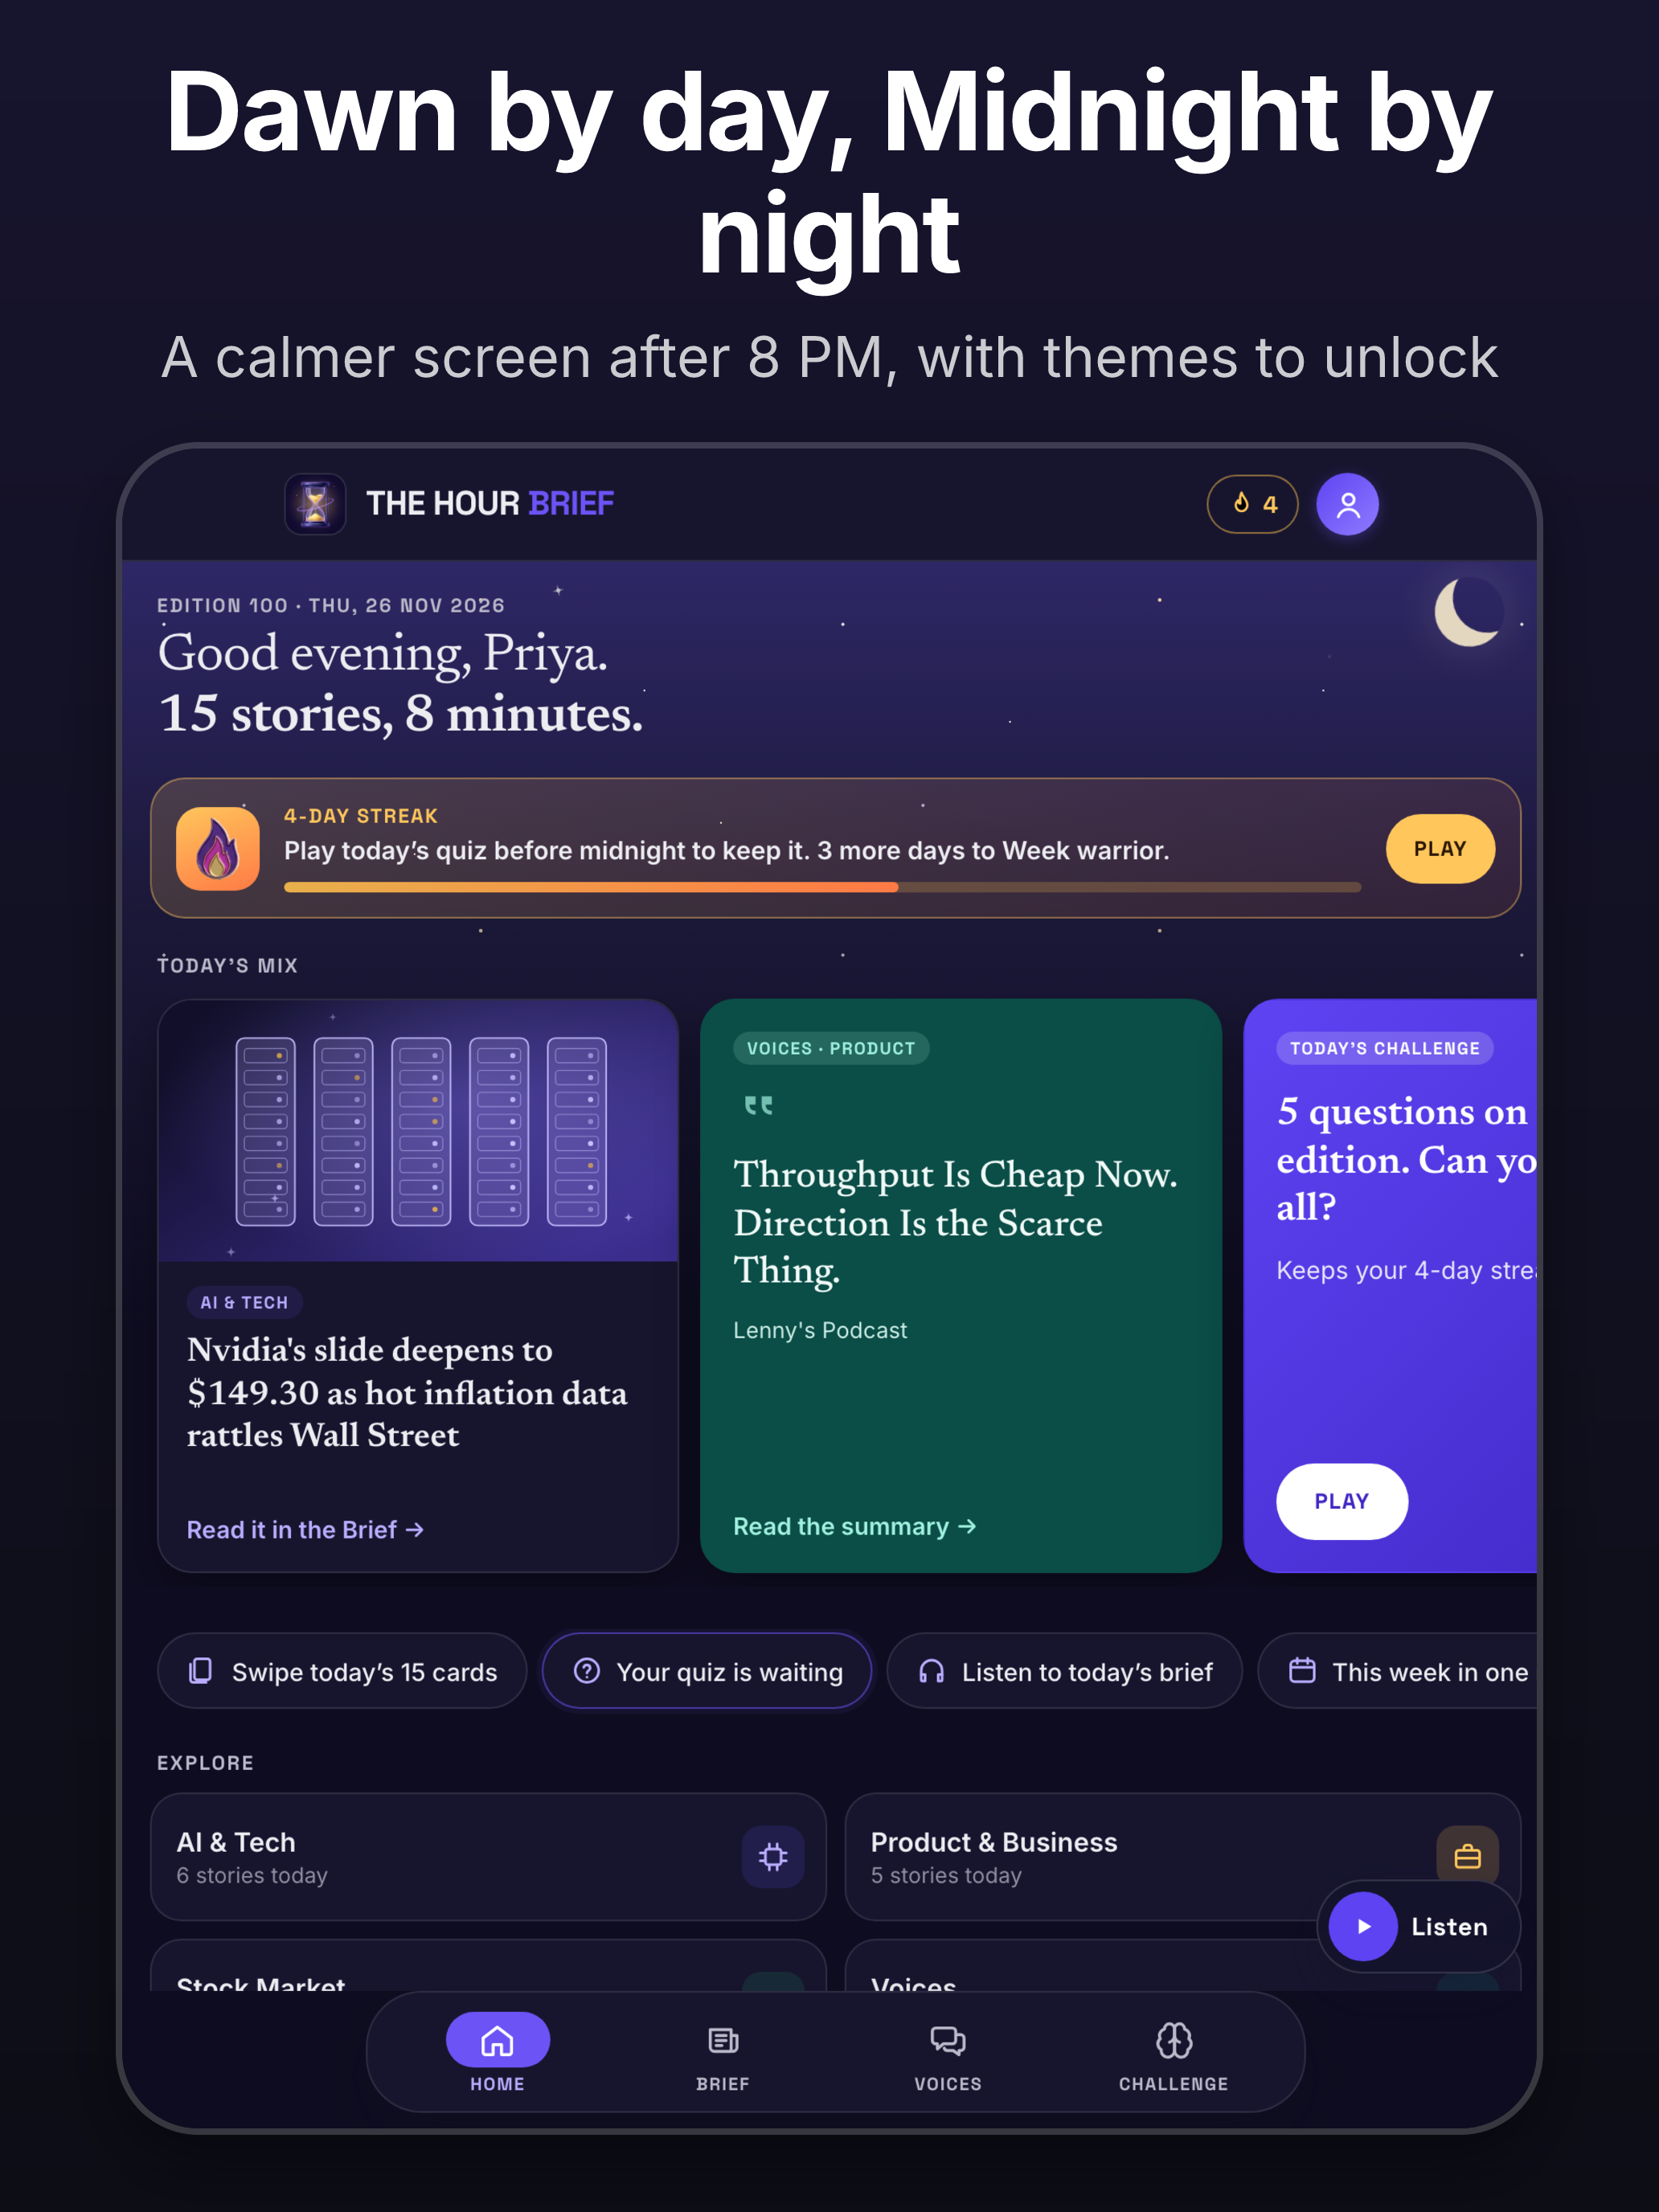 Dawn by day, Midnight by
night
A calmer screen after 8 PM, with themes to unlock
THE HOUR BRIEF
4
EDITION 100 · THU, 26 NOV 2026
Good evening, Priya.
15 stories, 8 minutes.
4-DAY STREAK
Play today’s quiz before midnight to keep it. 3 more days to Week warrior.
PLAY
TODAY’S MIX
AI & TECH
Nvidia's slide deepens to
$149.30 as hot inflation data
rattles Wall Street
Read it in the Brief →
VOICES · PRODUCT
"
Throughput Is Cheap Now.
Direction Is the Scarce
Thing.
Lenny's Podcast
Read the summary →
TODAY’S CHALLENGE
5 questions on
edition. Can yo
all?
Keeps your 4-day strea
PLAY
Swipe today’s 15 cards
Your quiz is waiting
Listen to today’s brief
This week in one
EXPLORE
AI & Tech
6 stories today
Product & Business
5 stories today
Listen
Stock Market
Voices
HOME
BRIEF
VOICES
CHALLENGE